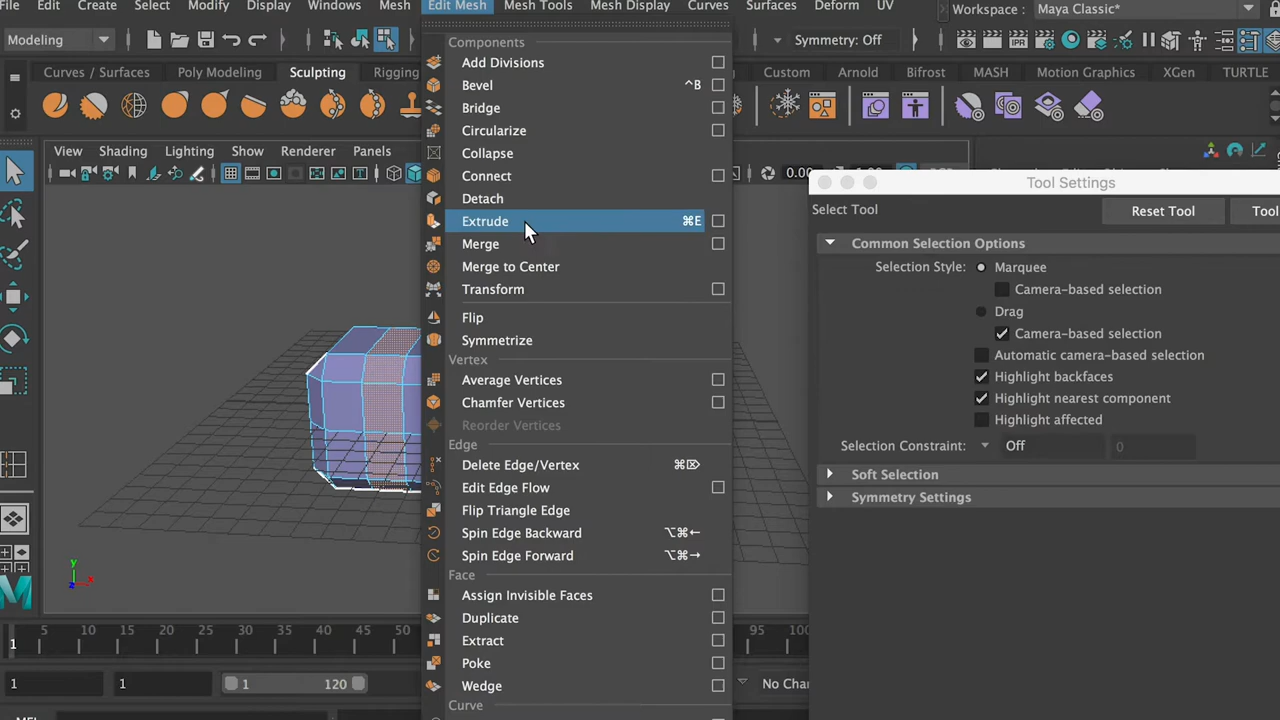 File Edit Create Select Modify Display Windows Mesh Edit Mesh Mesh Tools Mesh Display Curves Surfaces Deform UV Workspace : Maya Classic*
Modeling Symmetry: Off
Curves / Surfaces Poly Modeling Sculpting Rigging Custom Arnold Bifrost MASH Motion Graphics XGen TURTLE
View Shading Lighting Show Renderer Panels
0.00
Components
Add Divisions
Bevel ^B
Bridge
Circularize
Collapse
Connect
Detach
Extrude ⌘E
Merge
Merge to Center
Transform
Flip
Symmetrize
Vertex
Average Vertices
Chamfer Vertices
Reorder Vertices
Edge
Delete Edge/Vertex ⌘⌦
Edit Edge Flow
Flip Triangle Edge
Spin Edge Backward ⌥⌘←
Spin Edge Forward ⌥⌘→
Face
Assign Invisible Faces
Duplicate
Extract
Poke
Wedge
Curve
Tool Settings
Select Tool Reset Tool Tool
Common Selection Options
Selection Style: Marquee
Camera-based selection
Drag
Camera-based selection
Automatic camera-based selection
Highlight backfaces
Highlight nearest component
Highlight affected
Selection Constraint: Off 0
Soft Selection
Symmetry Settings
y
z x
5 10 15 20 25 30 35 40 45 50 95 100
1
1 1 1 120 No Char
MEL